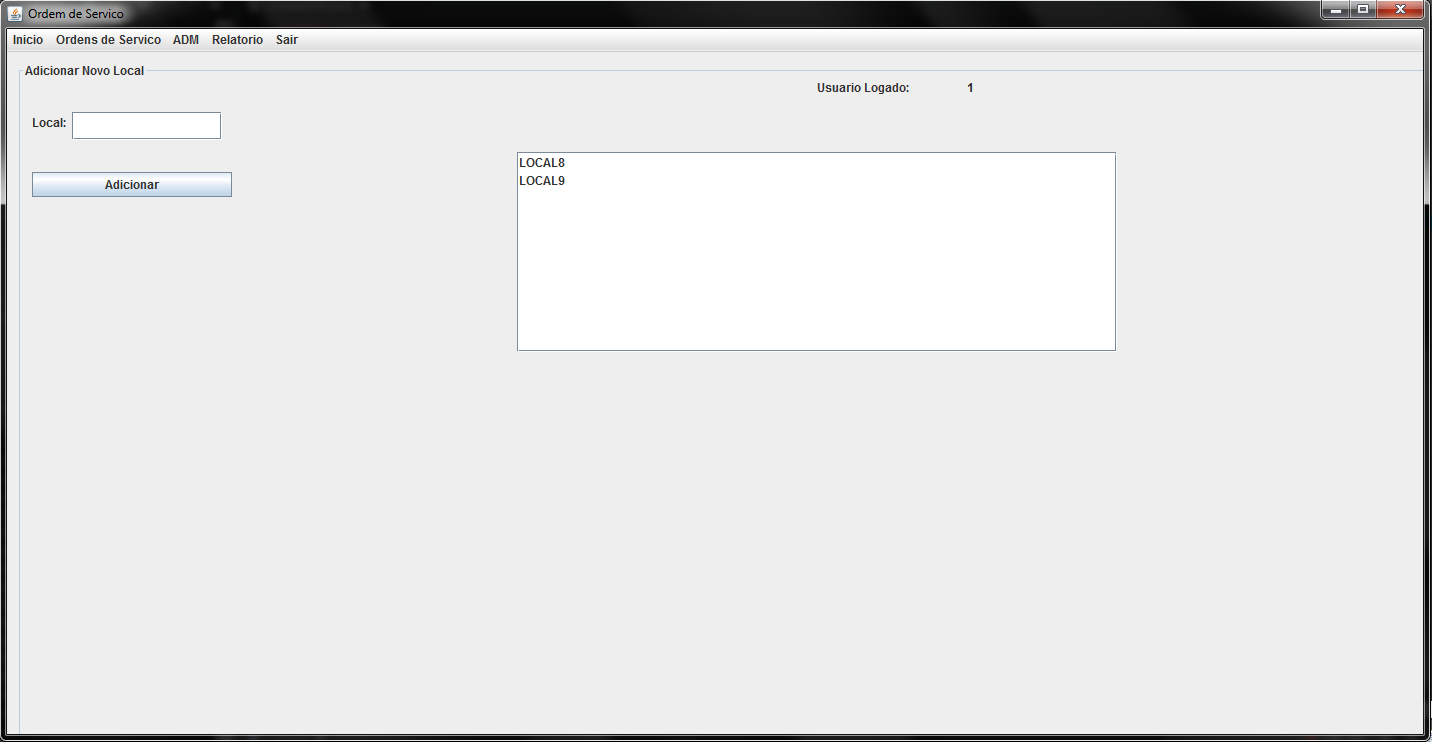 Ordem de Servico
Inicio Ordens de Servico ADM Relatorio Sair
Adicionar Novo Local
Usuario Logado: 1
Local:
LOCAL8
LOCAL9
Adicionar